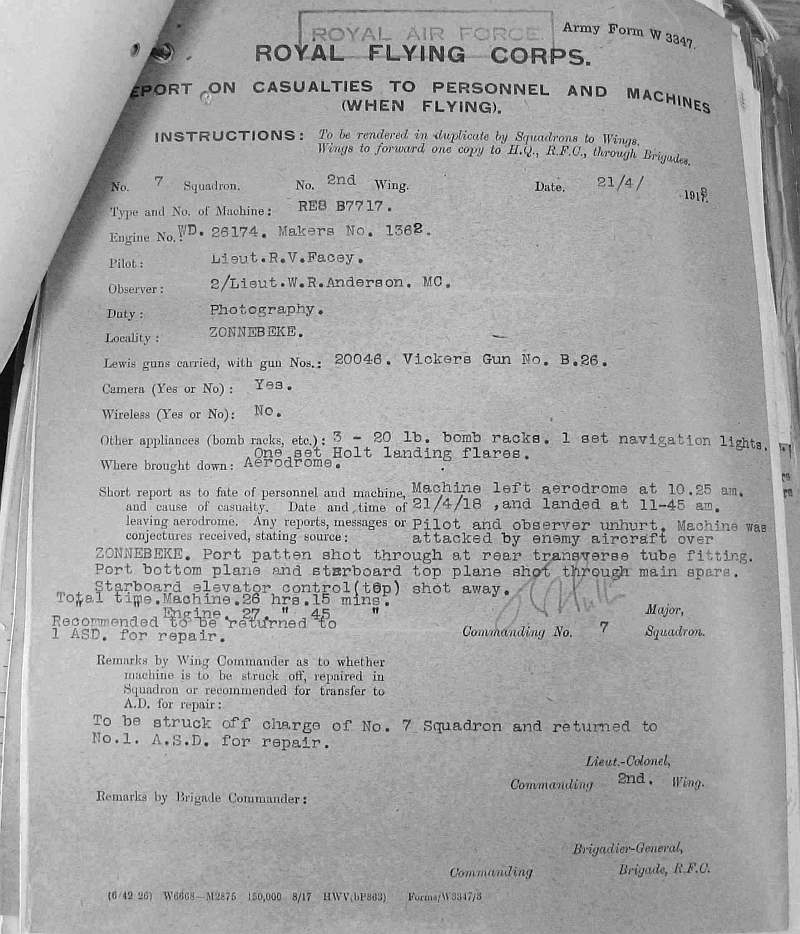 ROYAL AIR FORCE
Army Form W 3347.
ROYAL FLYING CORPS.
EPORT ON CASUALTIES TO PERSONNEL AND MACHINES
(WHEN FLYING).
INSTRUCTIONS: To be rendered in duplicate by Squadrons to Wings.
Wings to forward one copy to H.Q., R.F.C., through Brigades.
No. 7 Squadron. No. 2nd Wing. Date. 21/4/ 1918.
Type and No. of Machine: RE8 B7717.
Engine No.: WD. 26174. Makers No. 1362.
Pilot: Lieut.R.V.Facey.
Observer: 2/Lieut.W.R.Anderson. MC.
Duty: Photography.
Locality: ZONNEBEKE.
Lewis guns carried, with gun Nos.: 20046. Vickers Gun No. B.26.
Camera (Yes or No): Yes.
Wireless (Yes or No): No.
Other appliances (bomb racks, etc.): 3 - 20 lb. bomb racks. 1 set navigation lights.
One set Holt landing flares.
Where brought down: Aerodrome.
Short report as to fate of personnel and machine, Machine left aerodrome at 10.25 am.
and cause of casualty. Date and time of 21/4/18 ,and landed at 11-45 am.
leaving aerodrome. Any reports, messages or Pilot and observer unhurt. Machine was
conjectures received, stating source: attacked by enemy aircraft over
ZONNEBEKE. Port patten shot through at rear transverse tube fitting.
Port bottom plane and starboard top plane shot through main spars.
Starboard elevator control(top) shot away.
Total time.Machine.26 hrs.15 mins.
" Engine. 27. " 45 "
Recommended to be returned to
1 ASD. for repair.
Major,
Commanding No. 7 Squadron.
Remarks by Wing Commander as to whether
machine is to be struck off, repaired in
Squadron or recommended for transfer to
A.D. for repair:
To be struck off charge of No. 7 Squadron and returned to
No.1. A.S.D. for repair.
Lieut.-Colonel,
Commanding 2nd. Wing.
Remarks by Brigade Commander:
Brigadier-General,
Commanding Brigade, R.F.C.
(6 42 26) W6668—M2875 150,000 8/17 HWV(bP863) Forms/W3347/3